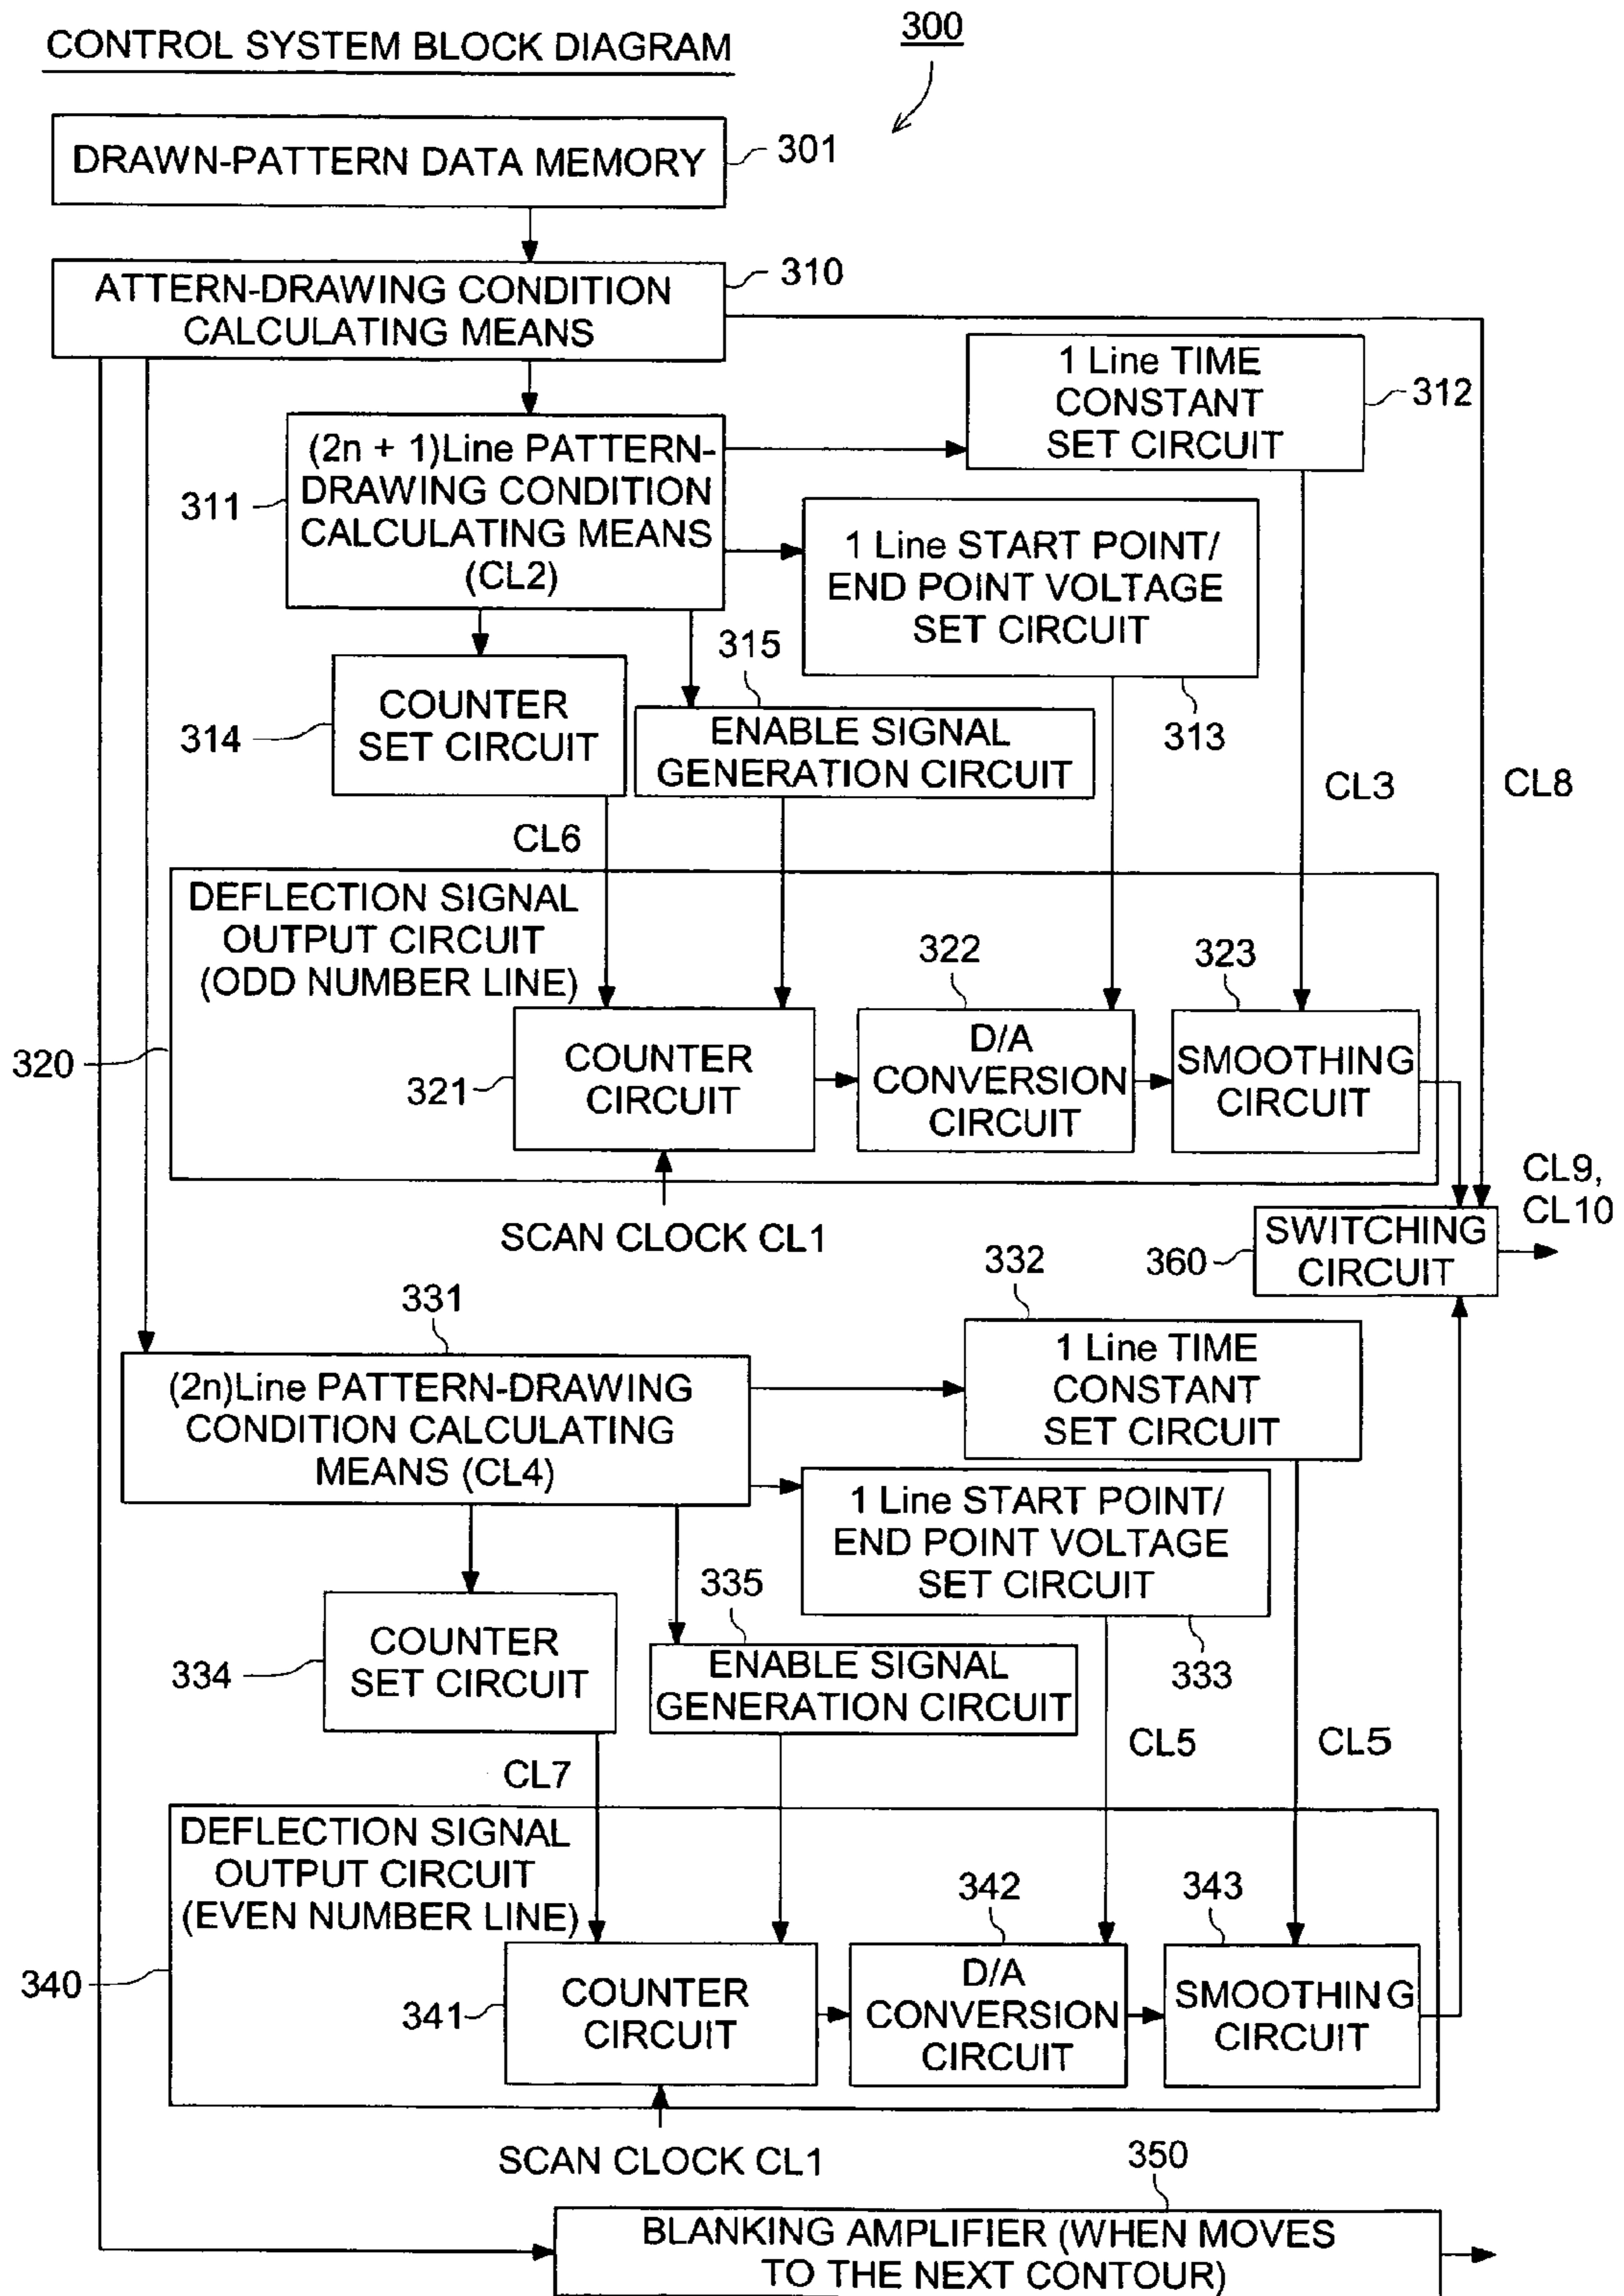 CONTROL SYSTEM BLOCK DIAGRAM
300
DRAWN-PATTERN DATA MEMORY
301
ATTERN-DRAWING CONDITION
CALCULATING MEANS
310
1 Line TIME
CONSTANT
SET CIRCUIT
312
(2n + 1)Line PATTERN-
DRAWING CONDITION
CALCULATING MEANS
(CL2)
311
1 Line START POINT/
END POINT VOLTAGE
SET CIRCUIT
313
315
COUNTER
SET CIRCUIT
314
ENABLE SIGNAL
GENERATION CIRCUIT
CL3
CL8
CL6
DEFLECTION SIGNAL
OUTPUT CIRCUIT
(ODD NUMBER LINE)
320
322
323
COUNTER
CIRCUIT
321
D/A
CONVERSION
CIRCUIT
SMOOTHING
CIRCUIT
CL9,
CL10
SCAN CLOCK CL1
SWITCHING
CIRCUIT
360
332
331
1 Line TIME
CONSTANT
SET CIRCUIT
(2n)Line PATTERN-DRAWING
CONDITION CALCULATING
MEANS (CL4)
1 Line START POINT/
END POINT VOLTAGE
SET CIRCUIT
335
333
COUNTER
SET CIRCUIT
334
ENABLE SIGNAL
GENERATION CIRCUIT
CL5
CL5
CL7
DEFLECTION SIGNAL
OUTPUT CIRCUIT
(EVEN NUMBER LINE)
340
342
343
COUNTER
CIRCUIT
341
D/A
CONVERSION
CIRCUIT
SMOOTHING
CIRCUIT
SCAN CLOCK CL1
350
BLANKING AMPLIFIER (WHEN MOVES
TO THE NEXT CONTOUR)